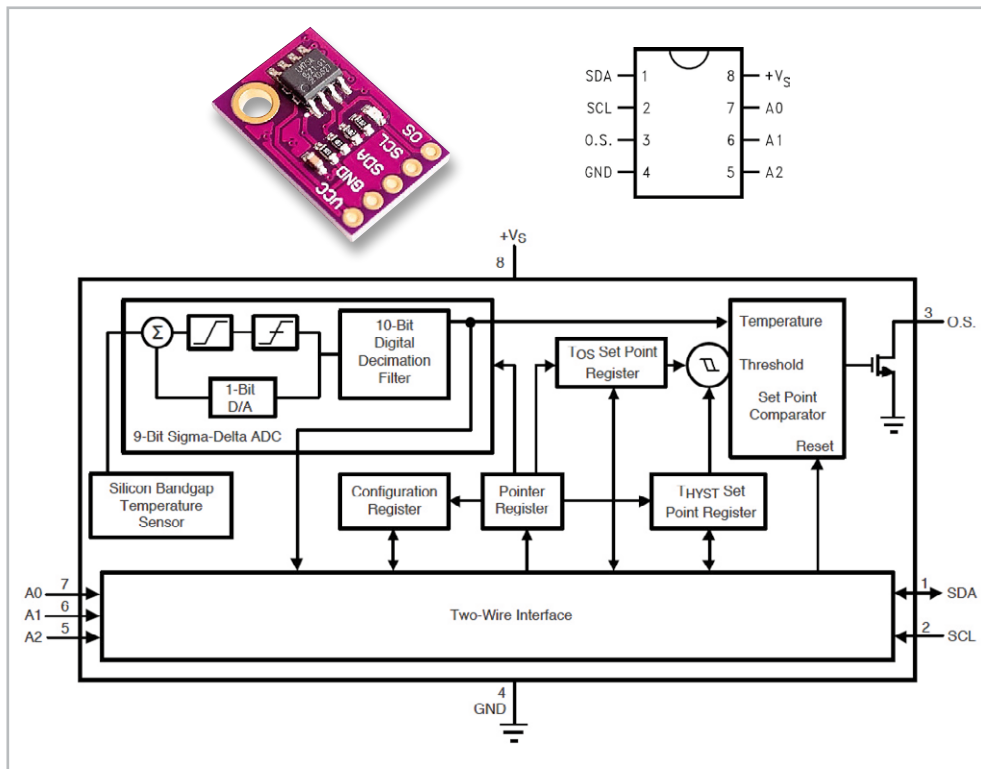 LM75A
OS
SCL
SDA
GND
VCC
SDA 1
SCL 2
O.S. 3
GND 4
8 +VS
7 A0
6 A1
5 A2
+VS
8
Σ
10-Bit
Digital
Decimation
Filter
1-Bit
D/A
9-Bit Sigma-Delta ADC
Silicon Bandgap
Temperature
Sensor
TOS Set Point
Register
Temperature
Threshold
Set Point
Comparator
Reset
3 O.S.
Configuration
Register
Pointer
Register
THYST Set
Point Register
A0 7
A1 6
A2 5
Two-Wire Interface
1 SDA
2 SCL
4
GND